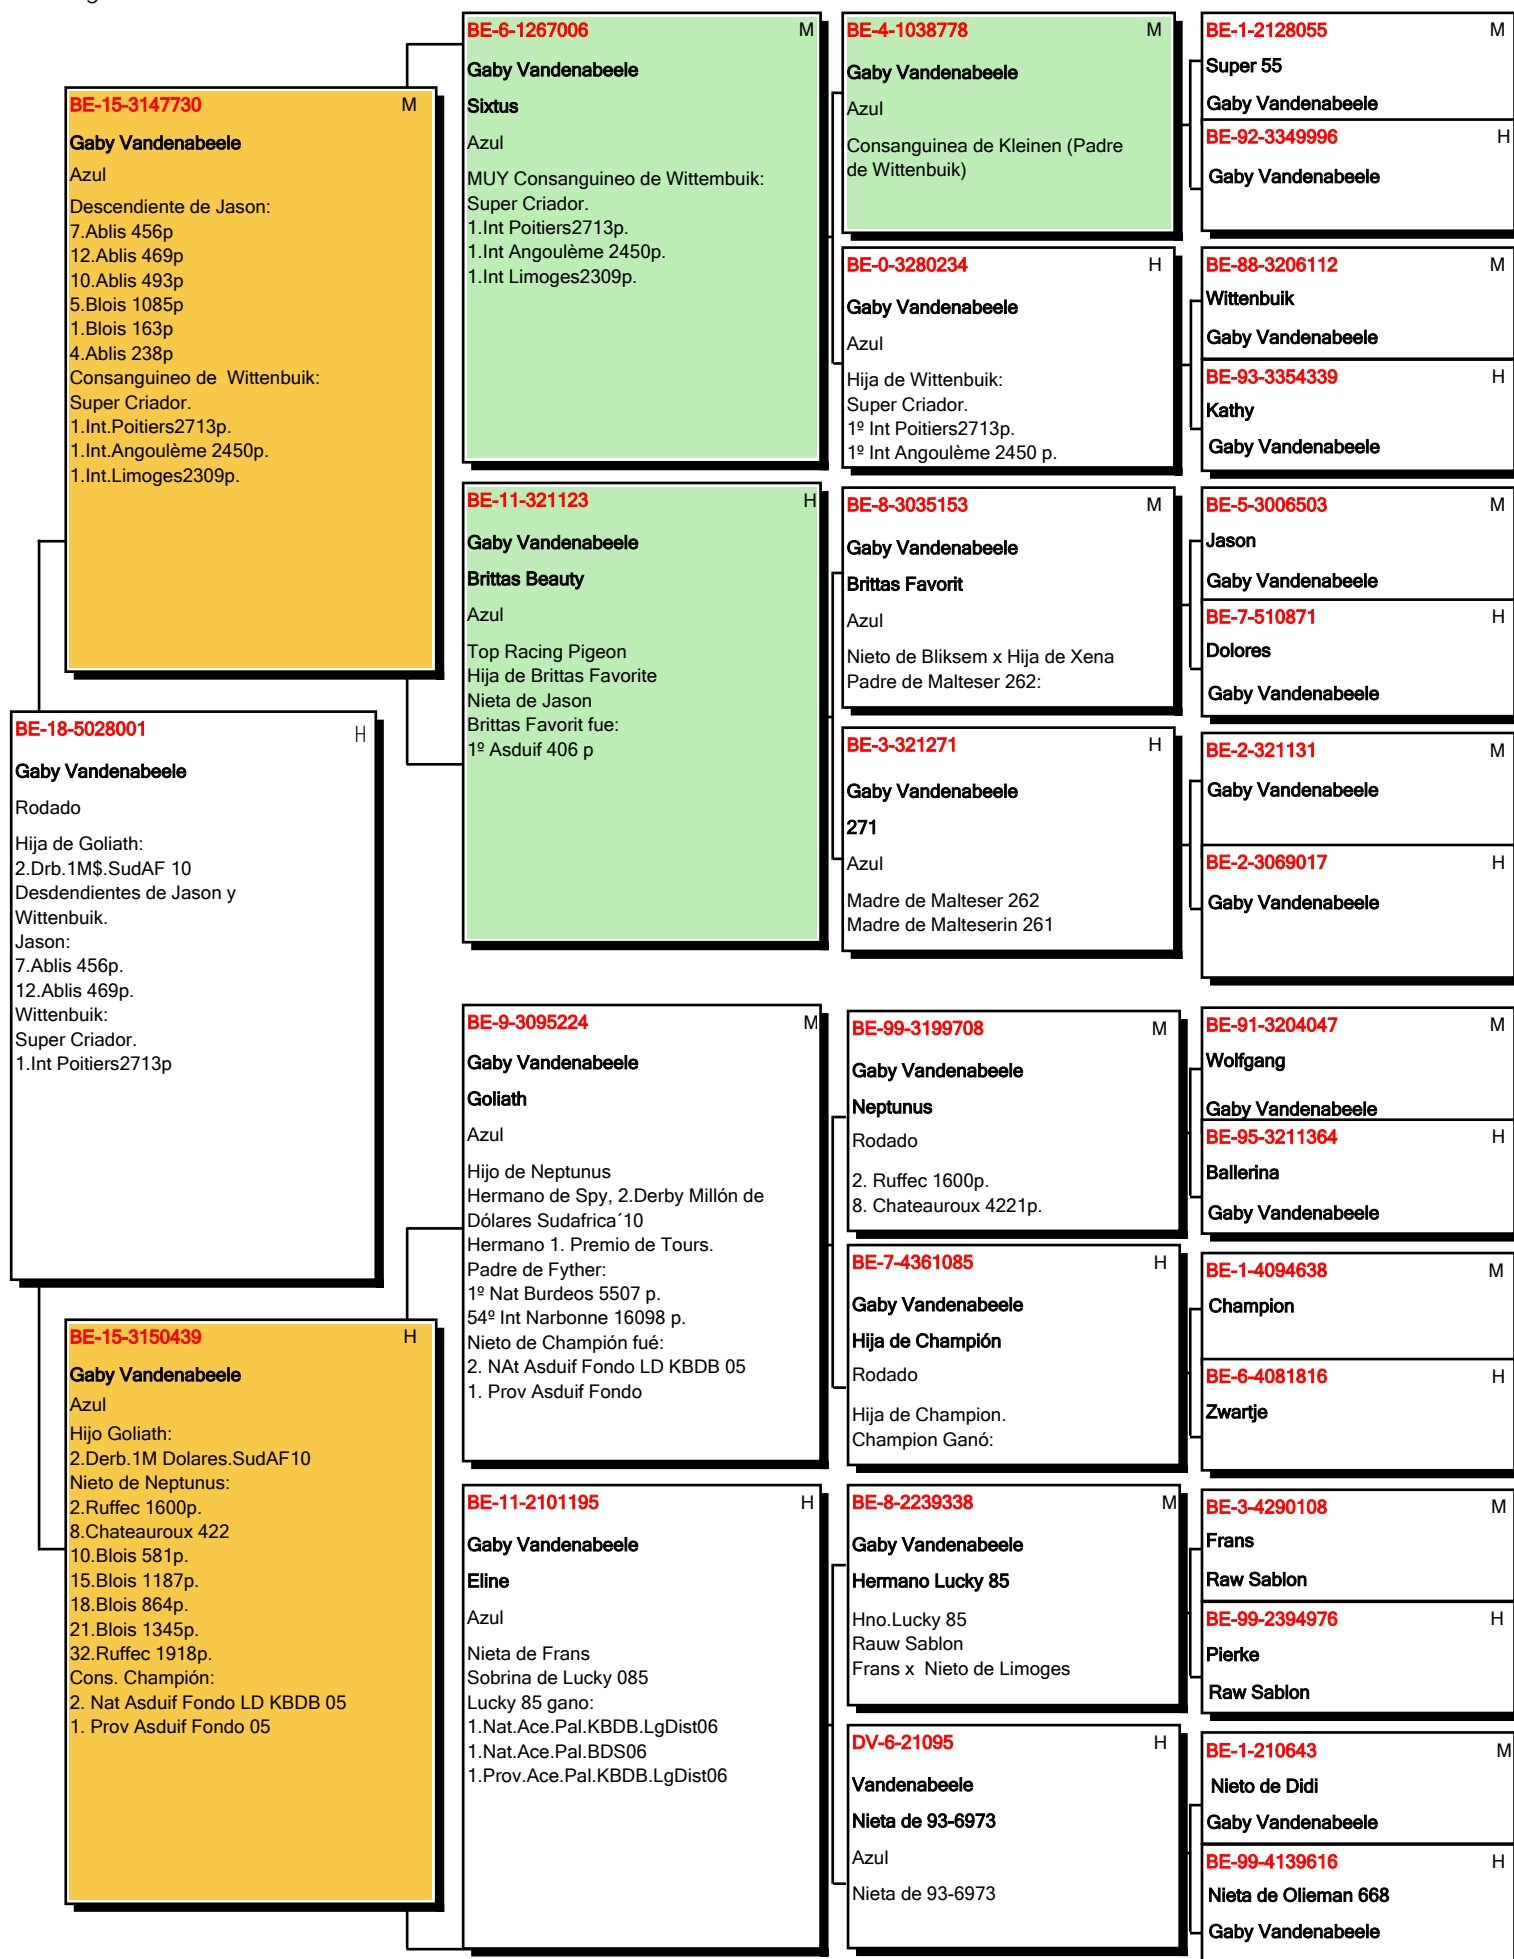 BE-18-5028001 H
Gaby Vandenabeele
Rodado
Hija de Goliath:
2.Drb.1M$.SudAF 10
Desdendientes de Jason y
Wittenbuik.
Jason:
7.Ablis 456p.
12.Ablis 469p.
Wittenbuik:
Super Criador.
1.Int Poitiers2713p
BE-15-3147730 M
Gaby Vandenabeele
Azul
Descendiente de Jason:
7.Ablis 456p
12.Ablis 469p
10.Ablis 493p
5.Blois 1085p
1.Blois 163p
4.Ablis 238p
Consanguineo de Wittenbuik:
Super Criador.
1.Int.Poitiers2713p.
1.Int.Angoulème 2450p.
1.Int.Limoges2309p.
BE-15-3150439 H
Gaby Vandenabeele
Azul
Hijo Goliath:
2.Derb.1M Dolares.SudAF10
Nieto de Neptunus:
2.Ruffec 1600p.
8.Chateauroux 422
10.Blois 581p.
15.Blois 1187p.
18.Blois 864p.
21.Blois 1345p.
32.Ruffec 1918p.
Cons. Champión:
2. Nat Asduif Fondo LD KBDB 05
1. Prov Asduif Fondo 05
BE-6-1267006 M
Gaby Vandenabeele
Sixtus
Azul
MUY Consanguineo de Wittembuik:
Super Criador.
1.Int Poitiers2713p.
1.Int Angoulème 2450p.
1.Int Limoges2309p.
BE-11-321123 H
Gaby Vandenabeele
Brittas Beauty
Azul
Top Racing Pigeon
Hija de Brittas Favorite
Nieta de Jason
Brittas Favorit fue:
1º Asduif 406 p
BE-9-3095224 M
Gaby Vandenabeele
Goliath
Azul
Hijo de Neptunus
Hermano de Spy, 2.Derby Millón de
Dólares Sudafrica´10
Hermano 1. Premio de Tours.
Padre de Fyther:
1º Nat Burdeos 5507 p.
54º Int Narbonne 16098 p.
Nieto de Champión fué:
2. NAt Asduif Fondo LD KBDB 05
1. Prov Asduif Fondo
BE-11-2101195 H
Gaby Vandenabeele
Eline
Azul
Nieta de Frans
Sobrina de Lucky 085
Lucky 85 gano:
1.Nat.Ace.Pal.KBDB.LgDist06
1.Nat.Ace.Pal.BDS06
1.Prov.Ace.Pal.KBDB.LgDist06
BE-4-1038778 M
Gaby Vandenabeele
Azul
Consanguinea de Kleinen (Padre
de Wittenbuik)
BE-0-3280234 H
Gaby Vandenabeele
Azul
Hija de Wittenbuik:
Super Criador.
1º Int Poitiers2713p.
1º Int Angoulème 2450 p.
BE-8-3035153 M
Gaby Vandenabeele
Brittas Favorit
Azul
Nieto de Bliksem x Hija de Xena
Padre de Malteser 262:
BE-3-321271 H
Gaby Vandenabeele
271
Azul
Madre de Malteser 262
Madre de Malteserin 261
BE-99-3199708 M
Gaby Vandenabeele
Neptunus
Rodado
2. Ruffec 1600p.
8. Chateauroux 4221p.
BE-7-4361085 H
Gaby Vandenabeele
Hija de Champión
Rodado
Hija de Champion.
Champion Ganó:
BE-8-2239338 M
Gaby Vandenabeele
Hermano Lucky 85
Hno.Lucky 85
Rauw Sablon
Frans x Nieto de Limoges
DV-6-21095 H
Vandenabeele
Nieta de 93-6973
Azul
Nieta de 93-6973
BE-1-2128055 M
Super 55
Gaby Vandenabeele
BE-92-3349996 H
Gaby Vandenabeele
BE-88-3206112 M
Wittenbuik
Gaby Vandenabeele
BE-93-3354339 H
Kathy
Gaby Vandenabeele
BE-5-3006503 M
Jason
Gaby Vandenabeele
BE-7-510871 H
Dolores
Gaby Vandenabeele
BE-2-321131 M
Gaby Vandenabeele
BE-2-3069017 H
Gaby Vandenabeele
BE-91-3204047 M
Wolfgang
Gaby Vandenabeele
BE-95-3211364 H
Ballerina
Gaby Vandenabeele
BE-1-4094638 M
Champion
BE-6-4081816 H
Zwartje
BE-3-4290108 M
Frans
Raw Sablon
BE-99-2394976 H
Pierke
Raw Sablon
BE-1-210643 M
Nieto de Didi
Gaby Vandenabeele
BE-99-4139616 H
Nieta de Olieman 668
Gaby Vandenabeele